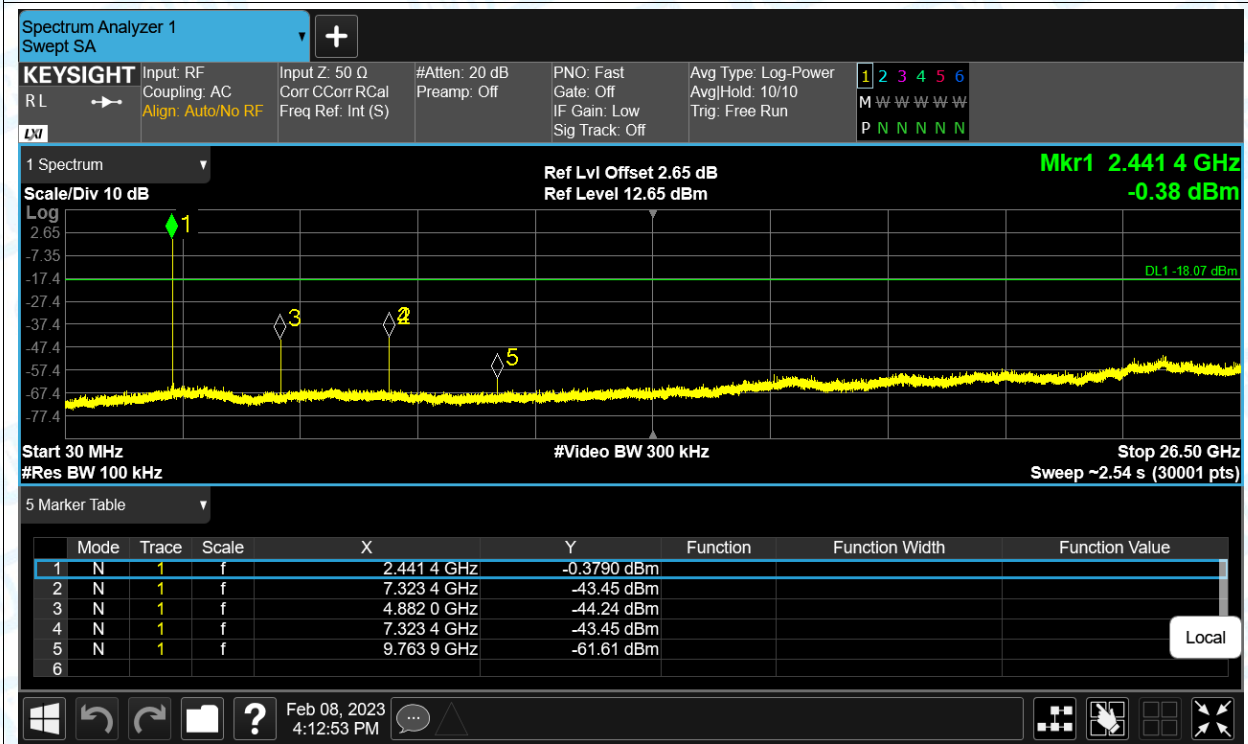 Spectrum Analyzer 1
Swept SA
+
KEYSIGHT Input: RF Input Z: 50 Ω #Atten: 20 dB PNO: Fast Avg Type: Log-Power 1 2 3 4 5 6
R L Coupling: AC Corr CCorr RCal Preamp: Off Gate: Off Avg|Hold: 10/10 M W W W W W
Align: Auto/No RF Freq Ref: Int (S) IF Gain: Low Trig: Free Run
LXI Sig Track: Off P N N N N N
1 Spectrum
Ref Lvl Offset 2.65 dB Mkr1 2.441 4 GHz
Scale/Div 10 dB Ref Level 12.65 dBm -0.38 dBm
Log
1
2.65
-7.35
DL1 -18.07 dBm
-17.4
-27.4
3 2 4
-37.4
-47.4
5
-57.4
-67.4
-77.4
Start 30 MHz #Video BW 300 kHz Stop 26.50 GHz
#Res BW 100 kHz Sweep ~2.54 s (30001 pts)
5 Marker Table
Mode Trace Scale X Y Function Function Width Function Value
1 N 1 f 2.441 4 GHz -0.3790 dBm
2 N 1 f 7.323 4 GHz -43.45 dBm
3 N 1 f 4.882 0 GHz -44.24 dBm
4 N 1 f 7.323 4 GHz -43.45 dBm
5 N 1 f 9.763 9 GHz -61.61 dBm
6
Local
? Feb 08, 2023
4:12:53 PM